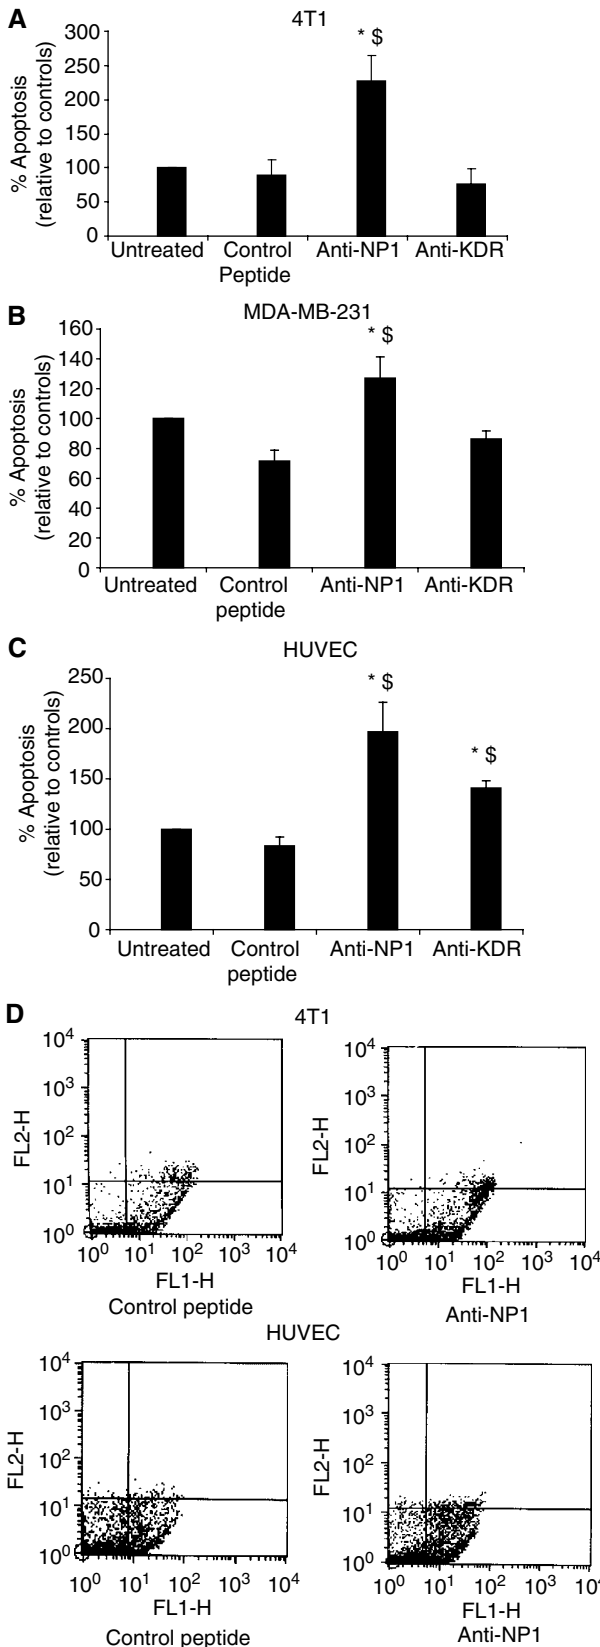 A
4T1
% Apoptosis
(relative to controls)
300
250
200
150
100
50
0
* $
Untreated
Control
Peptide
Anti-NP1
Anti-KDR
B
MDA-MB-231
% Apoptosis
(relative to controls)
160
140
120
100
80
60
40
20
0
* $
Untreated
Control
peptide
Anti-NP1
Anti-KDR
C
HUVEC
% Apoptosis
(relative to controls)
250
200
150
100
50
0
* $
* $
Untreated
Control
peptide
Anti-NP1
Anti-KDR
D
4T1
FL2-H
10⁴
10³
10²
10¹
10⁰
10⁰ 10¹ 10² 10³ 10⁴
FL1-H
Control peptide
FL2-H
10⁴
10³
10²
10¹
10⁰
10⁰ 10¹ 10² 10³ 10⁴
FL1-H
Anti-NP1
HUVEC
FL2-H
10⁴
10³
10²
10¹
10⁰
10⁰ 10¹ 10² 10³ 10⁴
FL1-H
Control peptide
FL2-H
10⁴
10³
10²
10¹
10⁰
10⁰ 10¹ 10² 10³
FL1-H
Anti-NP1